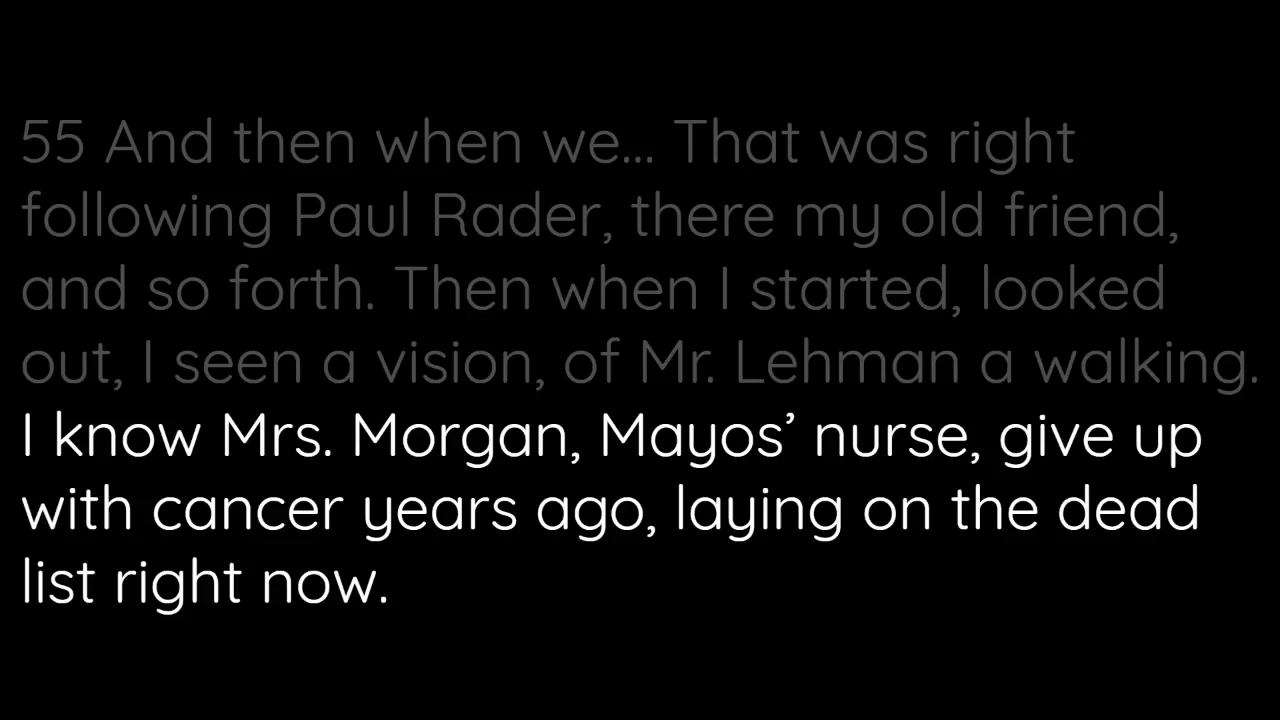 55 And then when we... That was right
following Paul Rader, there my old friend,
and so forth. Then when I started, looked
out, I seen a vision, of Mr. Lehman a walking.
I know Mrs. Morgan, Mayos’ nurse, give up
with cancer years ago, laying on the dead
list right now.